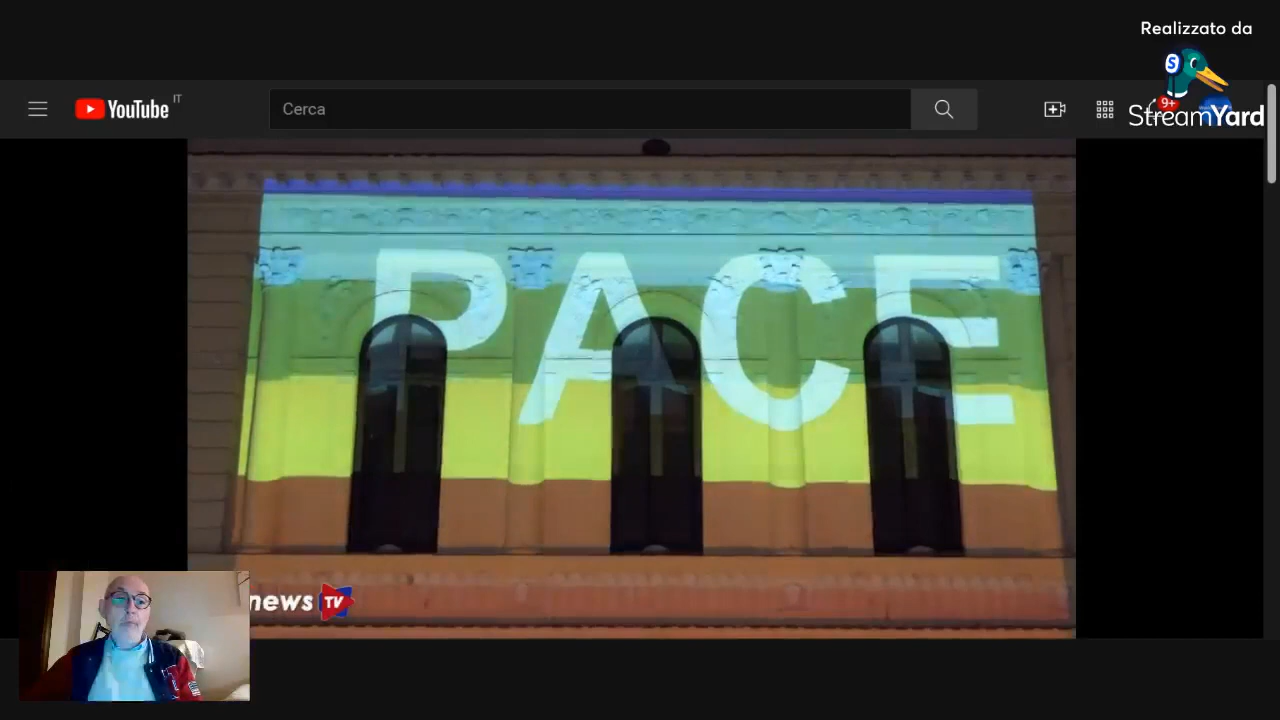 Realizzato da
S
YouTube IT
Cerca
9+
StreamYard
PACE
news TV